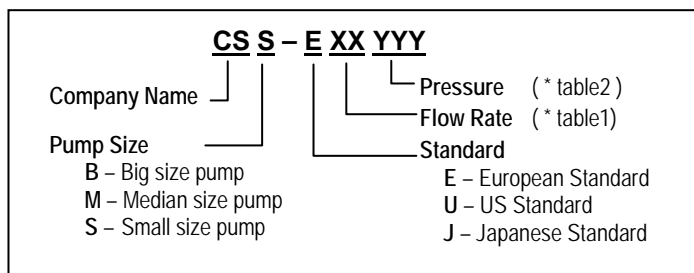 CS S – E XX YYY
Company Name
Pump Size
B – Big size pump
M – Median size pump
S – Small size pump
Pressure ( * table2 )
Flow Rate ( * table1)
Standard
E – European Standard
U – US Standard
J – Japanese Standard